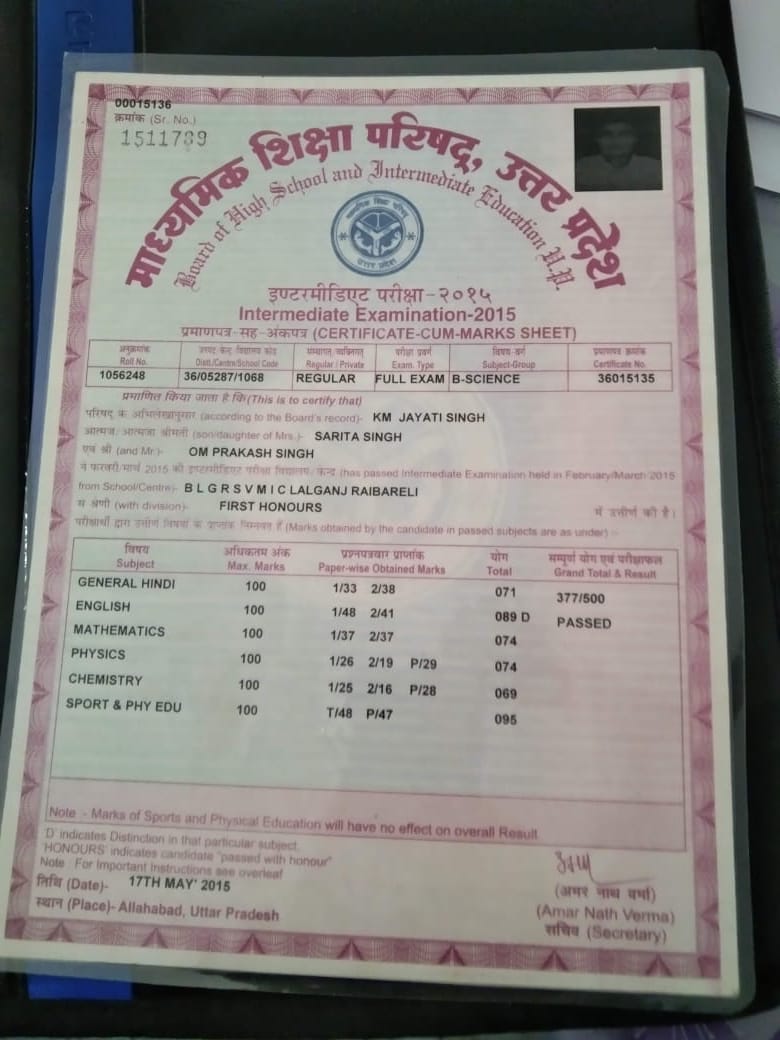 00015136
क्रमांक (Sr. No.)
1511789
माध्यमिक शिक्षा परिषद्, उत्तर प्रदेश
Board of High School and Intermediate Education U.P.
माध्यमिक शिक्षा परिषद्
उत्तर प्रदेश
इण्टरमीडिएट परीक्षा-२०१५
Intermediate Examination-2015
प्रमाणपत्र-सह-अंकपत्र (CERTIFICATE-CUM-MARKS SHEET)
अनुक्रमांक जनपद केन्द्र विद्यालय कोड संस्थागत/व्यक्तिगत परीक्षा प्रवर्ग विषय-वर्ग प्रमाणपत्र क्रमांक
Roll No. Distt./Centre/School Code Regular / Private Exam. Type Subject-Group Certificate No.
1056248 36/05287/1068 REGULAR FULL EXAM B-SCIENCE 36015135
प्रमाणित किया जाता है कि(This is to certify that)
परिषद के अभिलेखानुसार (according to the Board's record)- KM JAYATI SINGH
आत्मज/ आत्मजा श्रीमती (son/daughter of Mrs.)- SARITA SINGH
एवं श्री (and Mr.)- OM PRAKASH SINGH
ने फरवरी/मार्च 2015 की इण्टरमीडिएट परीक्षा विद्यालय/ केन्द्र (has passed Intermediate Examination held in February/March'2015
from School/Centre)- B L G R S V M I C LALGANJ RAIBARELI
से श्रेणी (with division)- FIRST HONOURS में उत्तीर्ण की है।
परीक्षार्थी द्वारा उत्तीर्ण विषयों के प्राप्तांक निम्नवत् हैं (Marks obtained by the candidate in passed subjects are as under) :-
विषय अधिकतम अंक प्रश्नपत्रवार प्राप्तांक योग सम्पूर्ण योग एवं परीक्षाफल
Subject Max. Marks Paper-wise Obtained Marks Total Grand Total & Result
GENERAL HINDI 100 1/33 2/38 071 377/500
ENGLISH 100 1/48 2/41 089 D PASSED
MATHEMATICS 100 1/37 2/37 074
PHYSICS 100 1/26 2/19 P/29 074
CHEMISTRY 100 1/25 2/16 P/28 069
SPORT & PHY EDU 100 T/48 P/47 095
Note :- Marks of Sports and Physical Education will have no effect on overall Result
'D' indicates Distinction in that particular subject.
'HONOURS' indicates candidate "passed with honour"
Note : For Important Instructions see overleaf
तिथि (Date)- 17TH MAY' 2015
स्थान (Place)- Allahabad, Uttar Pradesh
(अमर नाथ वर्मा)
(Amar Nath Verma)
सचिव (Secretary)